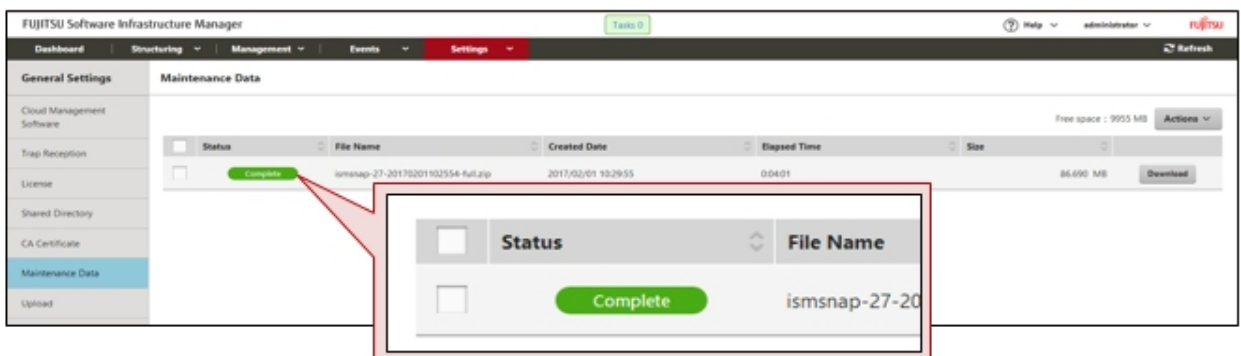 FUJITSU Software Infrastructure Manager
Tasks 0
Help
administrator
FUJITSU
Dashboard
Structuring
Management
Events
Settings
Refresh
General Settings
Maintenance Data
Cloud Management
Software
Free space : 9955 MB
Actions
Trap Reception
Status
File Name
Created Date
Elapsed Time
Size
Complete
ismsnap-27-20170201102554-full.zip
2017/02/01 10:29:55
0:04:01
86.690 MB
Download
License
Shared Directory
CA Certificate
Maintenance Data
Upload
Status
File Name
Complete
ismsnap-27-20